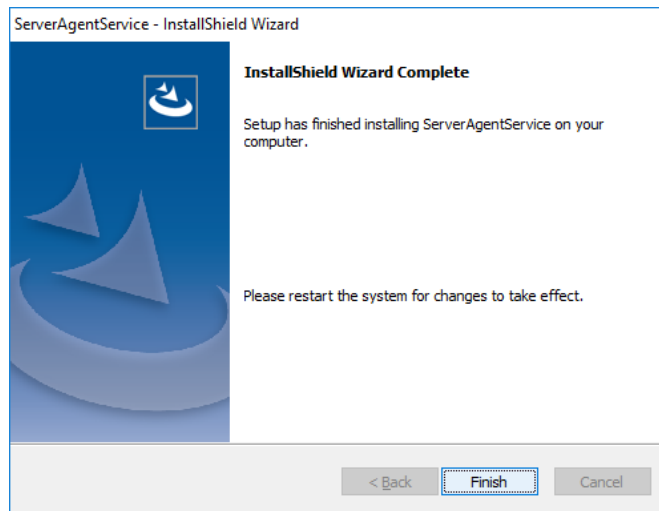 ServerAgentService - InstallShield Wizard
InstallShield Wizard Complete
Setup has finished installing ServerAgentService on your
computer.
Please restart the system for changes to take effect.
< Back Finish Cancel